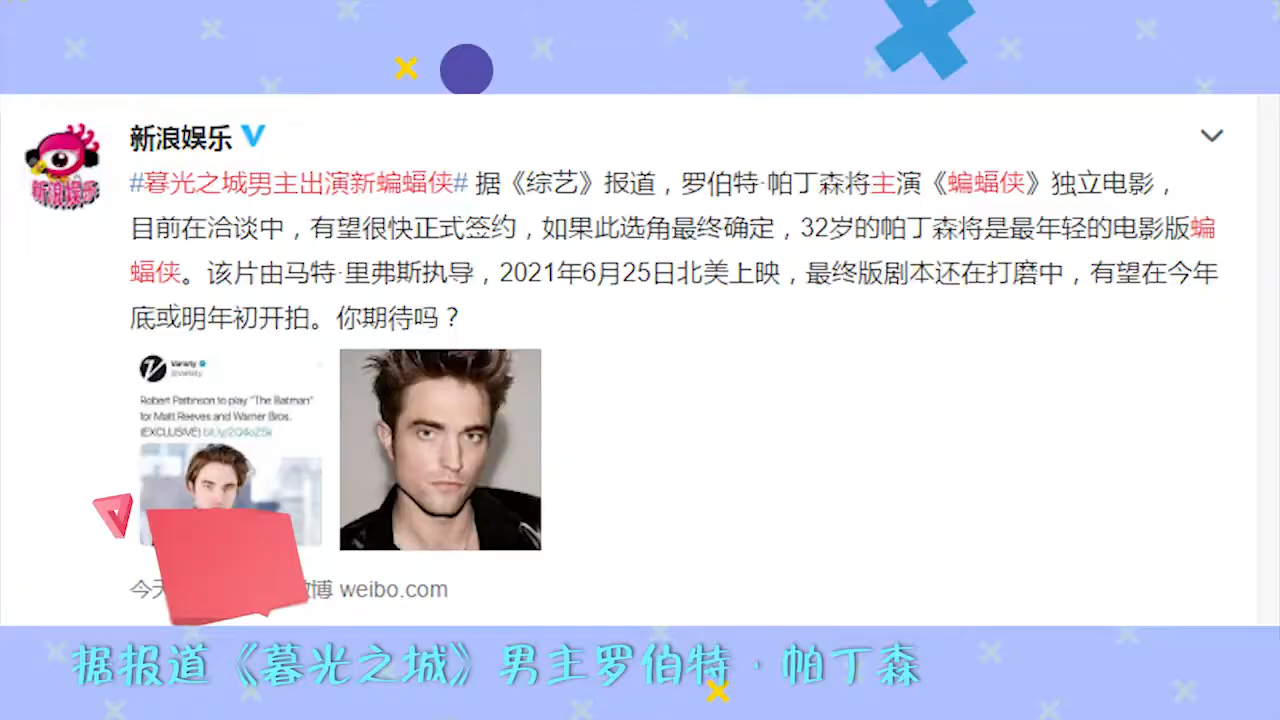 新浪娱乐
新浪娱乐
#暮光之城男主出演新蝙蝠侠# 据《综艺》报道，罗伯特·帕丁森将主演《蝙蝠侠》独立电影，
目前在洽谈中，有望很快正式签约，如果此选角最终确定，32岁的帕丁森将是最年轻的电影版蝙
蝠侠。该片由马特·里弗斯执导，2021年6月25日北美上映，最终版剧本还在打磨中，有望在今年
底或明年初开拍。你期待吗？
Variety
@Variety
Robert Pattinson to play "The Batman"
for Matt Reeves and Warner Bros.
(EXCLUSIVE)
今天 博 weibo.com
据报道《暮光之城》男主罗伯特·帕丁森